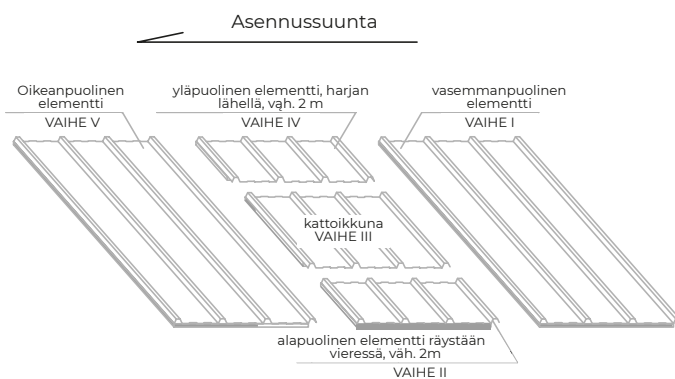 Asennussuunta
Oikeanpuolinen
elementti
VAIHE V
yläpuolinen elementti, harjan
lähellä, väh. 2 m
VAIHE IV
vasemmanpuolinen
elementti
VAIHE I
kattoikkuna
VAIHE III
alapuolinen elementti räystään
vieressä, väh. 2m
VAIHE II